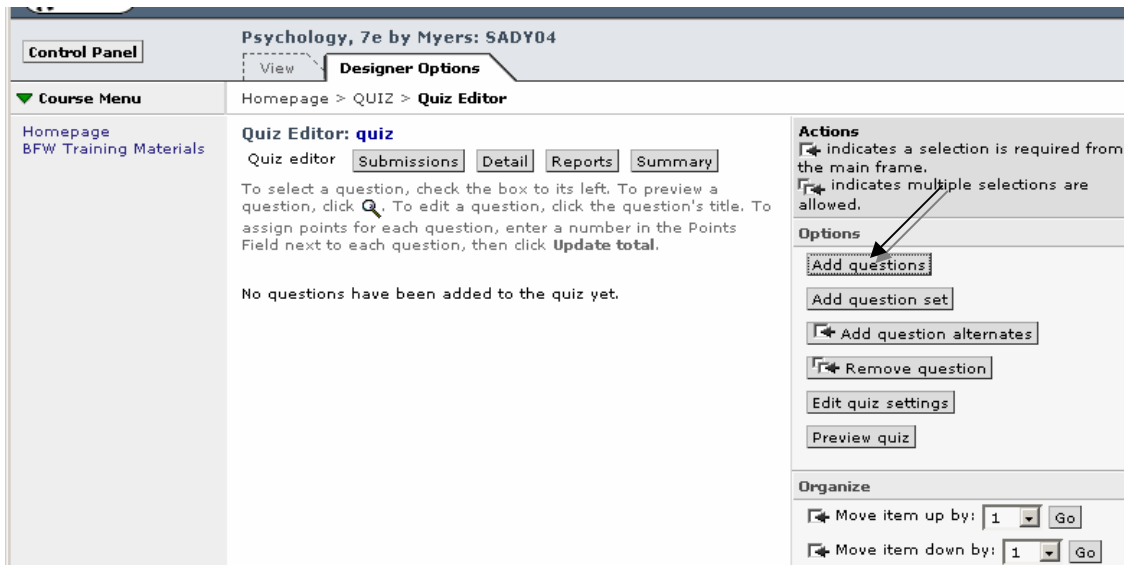 Control Panel
Psychology, 7e by Myers: SADY04
View
Designer Options
Course Menu
Homepage > QUIZ > Quiz Editor
Homepage
BFW Training Materials
Quiz Editor: quiz
Quiz editor Submissions Detail Reports Summary
To select a question, check the box to its left. To preview a
question, click . To edit a question, click the question's title. To
assign points for each question, enter a number in the Points
Field next to each question, then click Update total.
No questions have been added to the quiz yet.
Actions
indicates a selection is required from
the main frame.
indicates multiple selections are
allowed.
Options
Add questions
Add question set
Add question alternates
Remove question
Edit quiz settings
Preview quiz
Organize
Move item up by: 1 Go
Move item down by: 1 Go